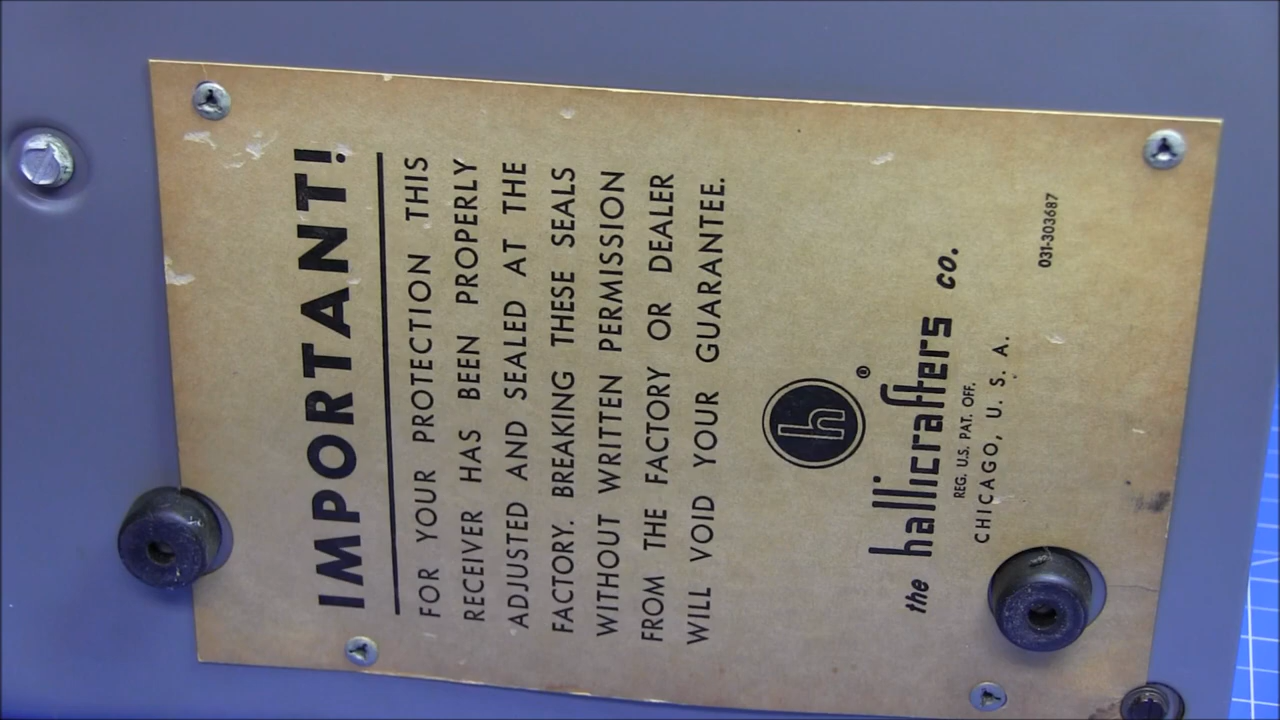 IMPORTANT!
FOR YOUR PROTECTION THIS
RECEIVER HAS BEEN PROPERLY
ADJUSTED AND SEALED AT THE
FACTORY. BREAKING THESE SEALS
WITHOUT WRITTEN PERMISSION
FROM THE FACTORY OR DEALER
WILL VOID YOUR GUARANTEE.
h ®
the hallicrafters co.
REG. U.S. PAT. OFF.
CHICAGO, U. S. A.
031-303687